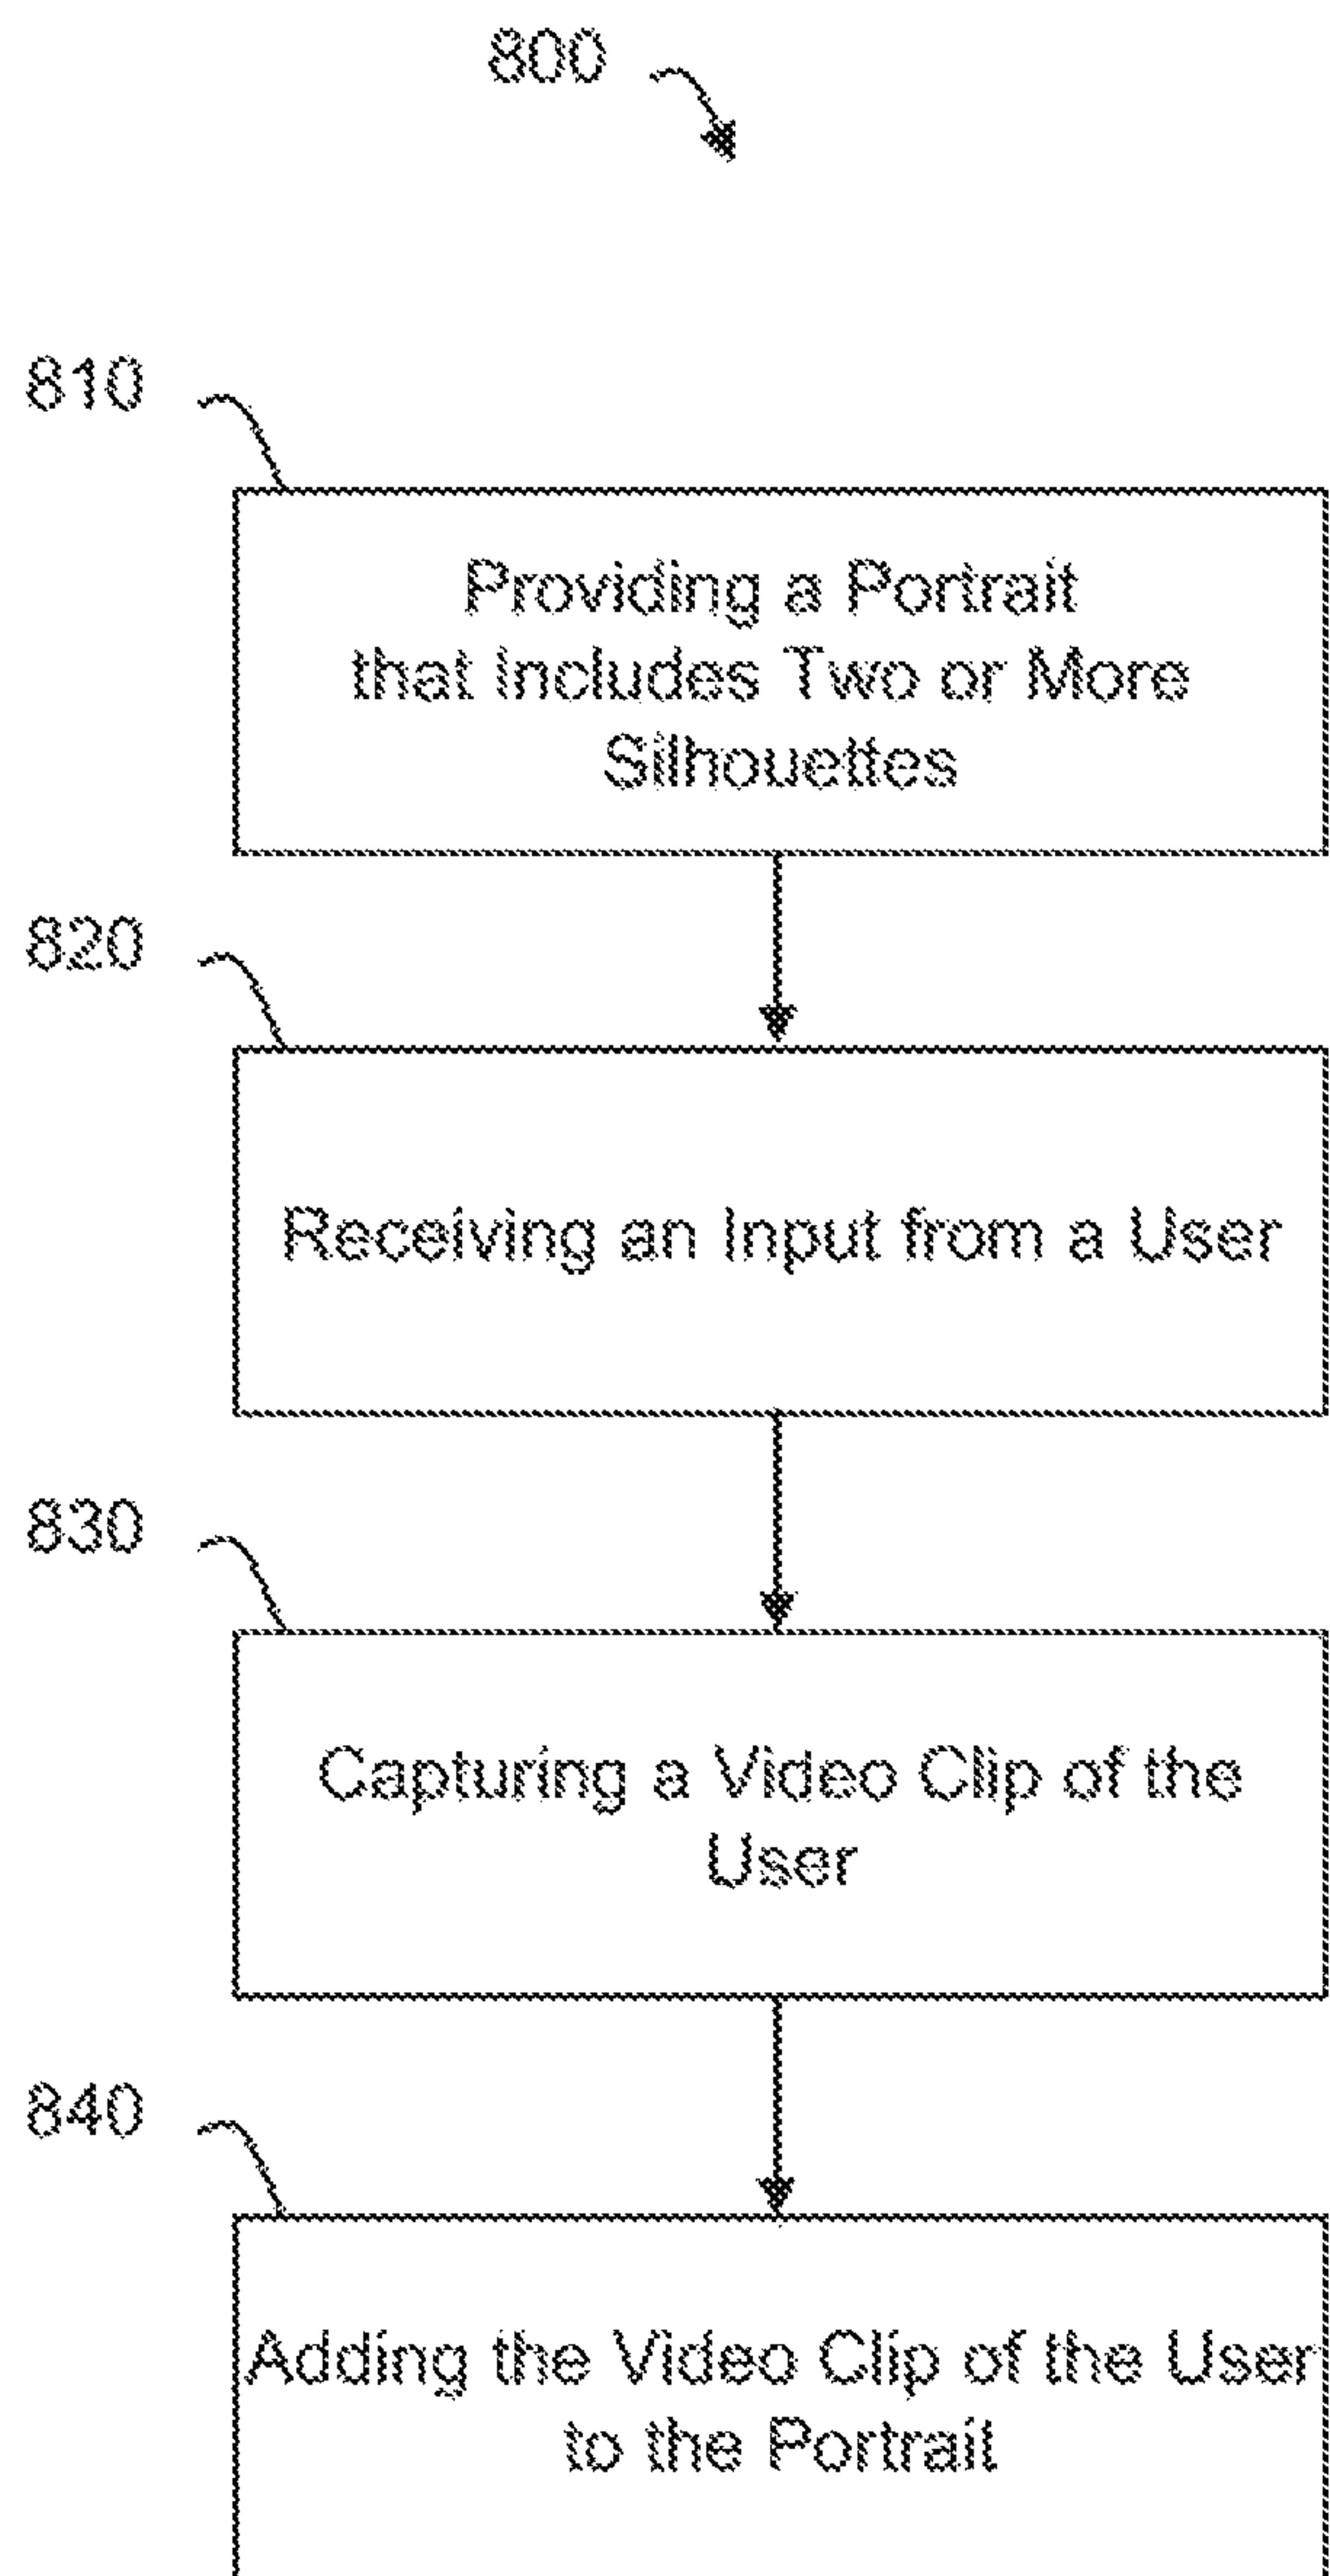 800
810
Providing a Portrait
that includes Two or More
Silhouettes
820
Receiving an Input from a User
830
Capturing a Video Clip of the
User
840
Adding the Video Clip of the User
to the Portrait